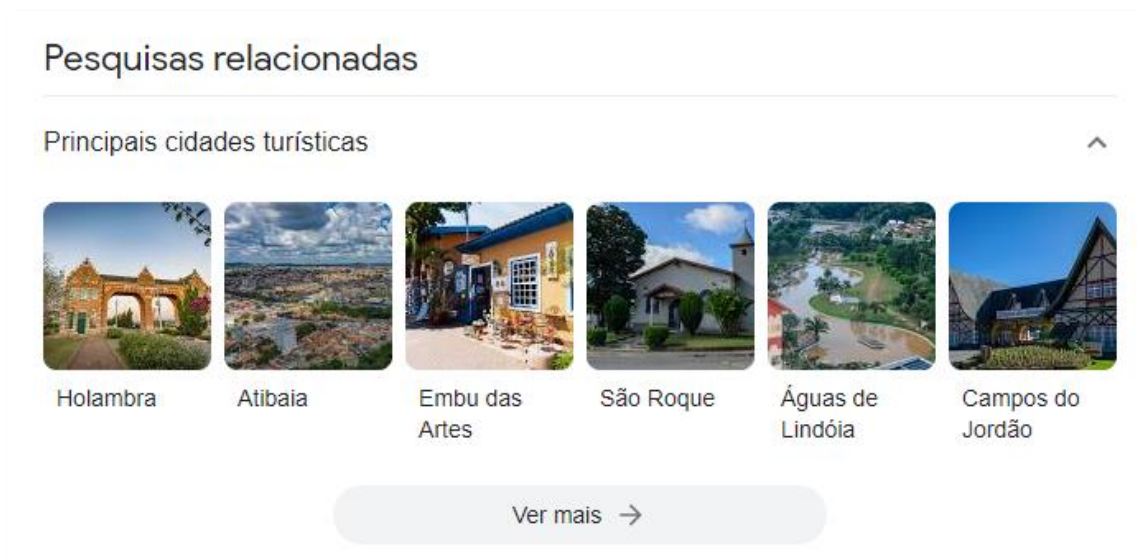 Pesquisas relacionadas
Principais cidades turísticas
Holambra
Atibaia
Embu das
Artes
São Roque
Águas de
Lindóia
Campos do
Jordão
Ver mais →